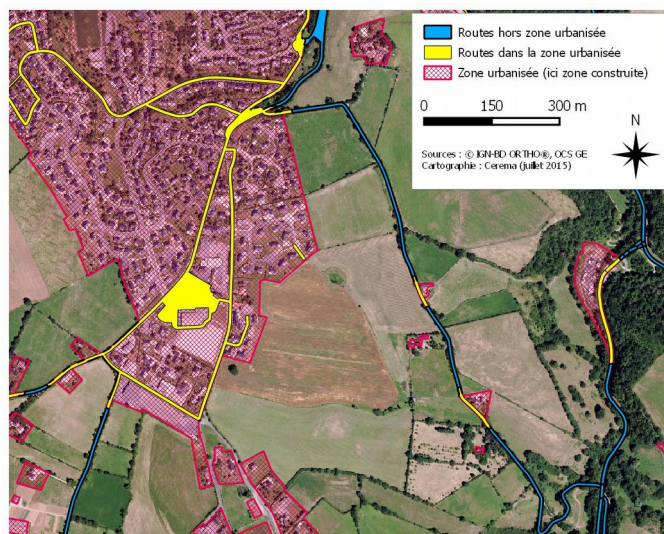 Routes hors zone urbanisée
Routes dans la zone urbanisée
Zone urbanisée (ici zone construite)
0 150 300 m
N
Sources : © IGN-BD ORTHO®, OCS GE
Cartographie : Cerema (juillet 2015)